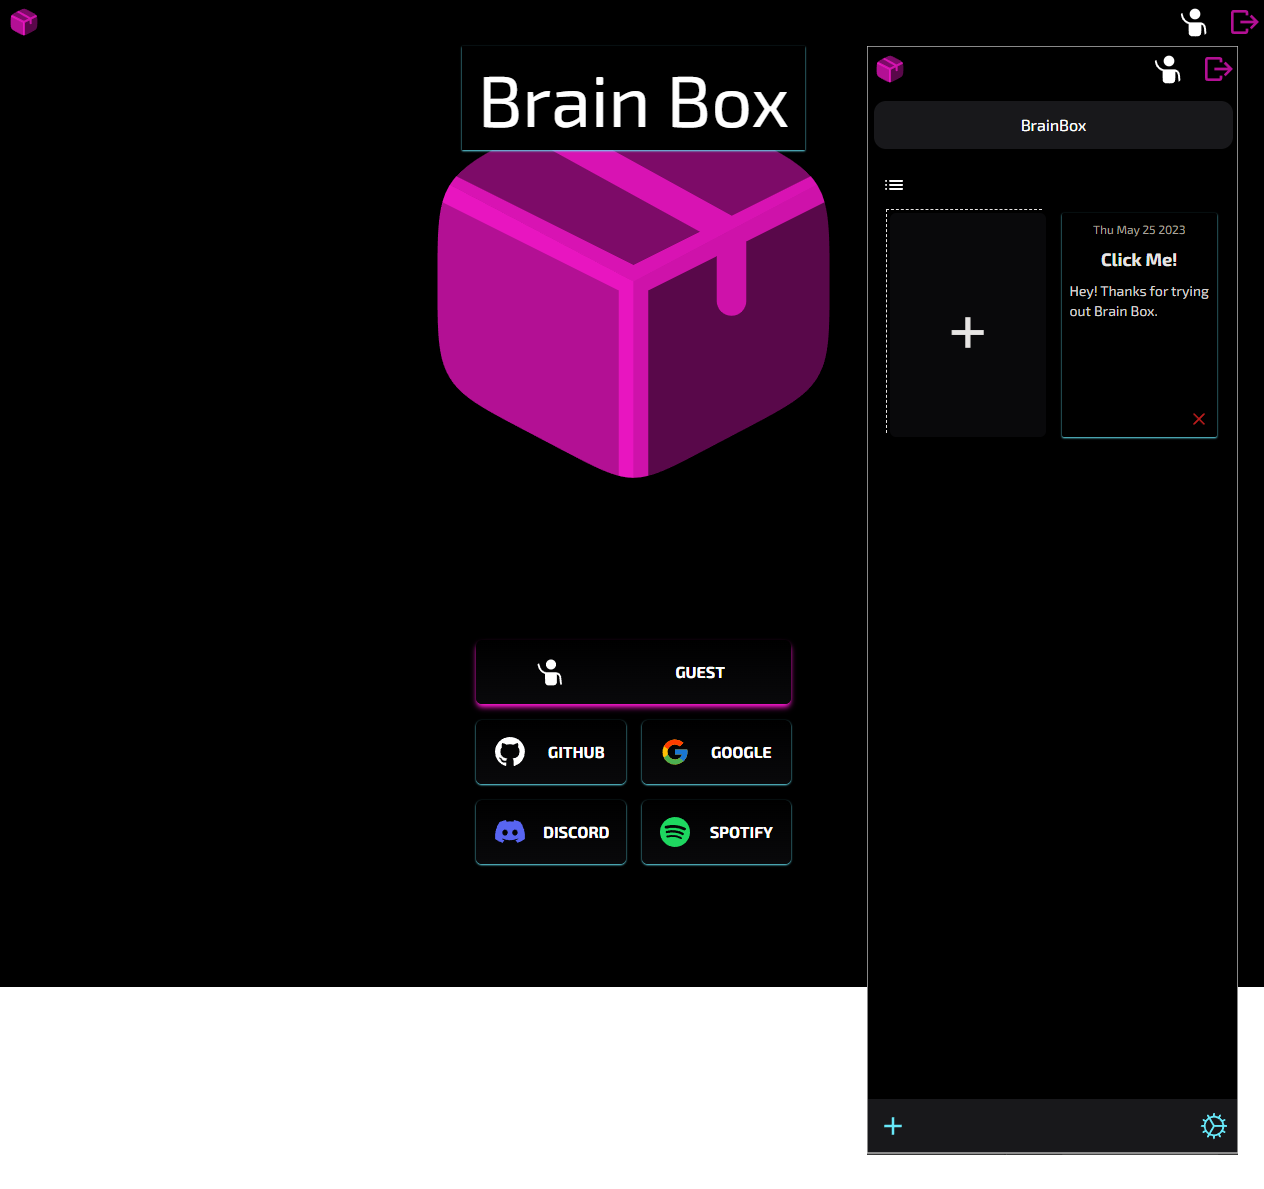 Brain Box
GUEST
GITHUB
GOOGLE
DISCORD
SPOTIFY
BrainBox
Thu May 25 2023
Click Me!
Hey! Thanks for trying
out Brain Box.